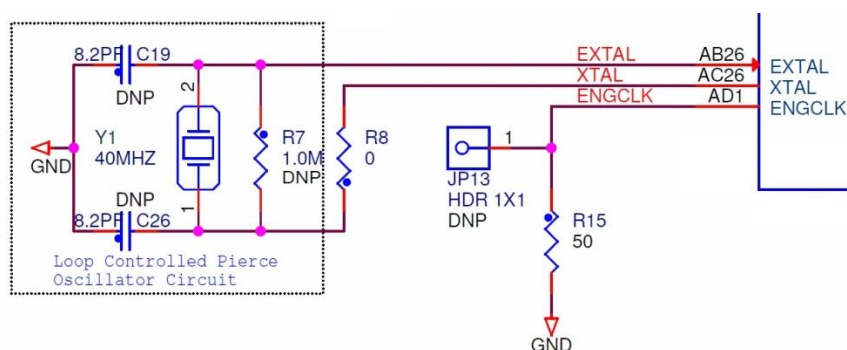 8.2PF C19
DNP
2
Y1
40MHZ
GND
R7
1.0M
DNP
R8
0
DNP
8.2PF C26
1
Loop Controlled Pierce
Oscillator Circuit
EXTAL AB26 EXTAL
XTAL AC26 XTAL
ENGCLK AD1 ENGCLK
1
JP13
HDR 1X1
DNP
R15
50
GND